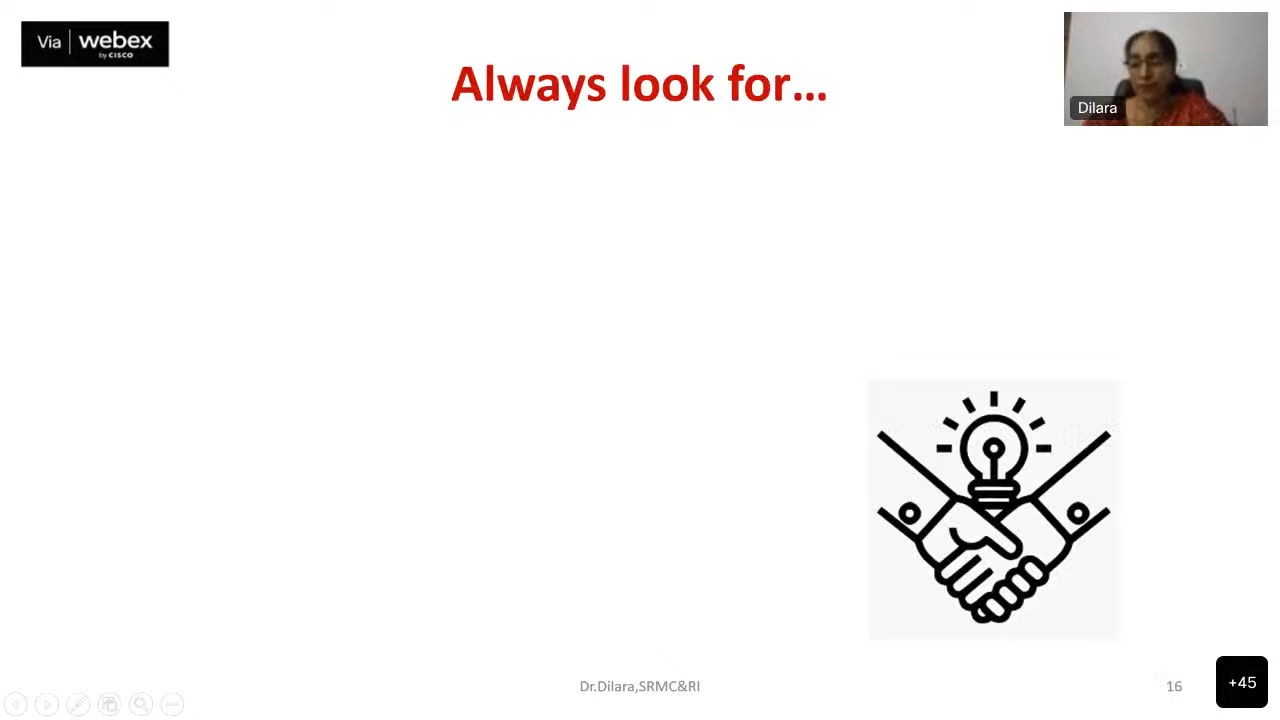 Via webex
by CISCO
Always look for...
Dilara
Dr.Dilara,SRMC&RI
16
+45